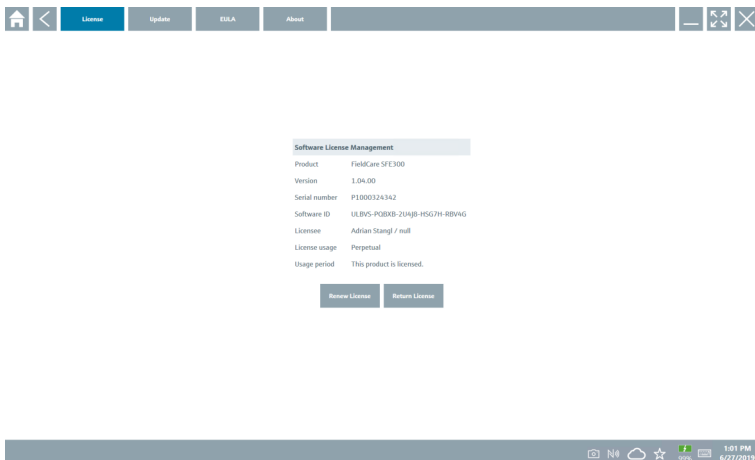 License Update EULA About
Software License Management
Product FieldCare SFE300
Version 1.04.00
Serial number P1000324342
Software ID ULBVS-PQBXB-2U4J8-HSG7H-RBV4G
Licensee Adrian Stangl / null
License usage Perpetual
Usage period This product is licensed.
Renew License Return License
99% 1:01 PM
6/27/2019